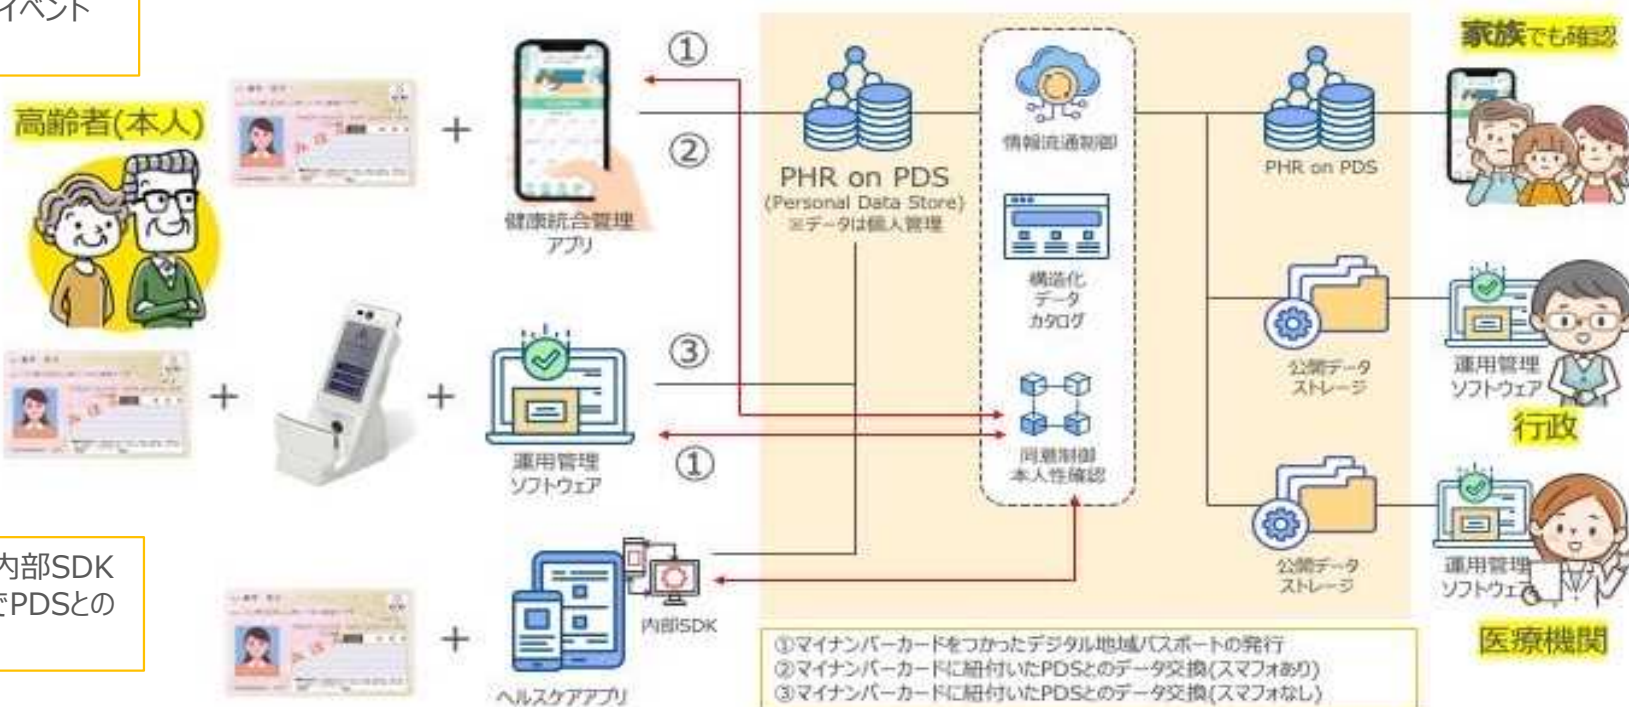 イベント
高齢者(本人)
+
①
②
健康統合管理
アプリ
PHR on PDS
(Personal Data Store)
※データは個人管理
情報流通制御
構造化
データ
カタログ
同意制御
本人性確認
PHR on PDS
家族でも確認
+
+
運用管理
ソフトウェア
③
①
公開データ
ストレージ
運用管理
ソフトウェア
行政
公開データ
ストレージ
運用管理
ソフトウェア
医療機関
内部SDK
でPDSとの
+
内部SDK
ヘルスケアアプリ
①マイナンバーカードをつかったデジタル地域パスポートの発行
②マイナンバーカードに紐付いたPDSとのデータ交換(スマフォあり)
③マイナンバーカードに紐付いたPDSとのデータ交換(スマフォなし)